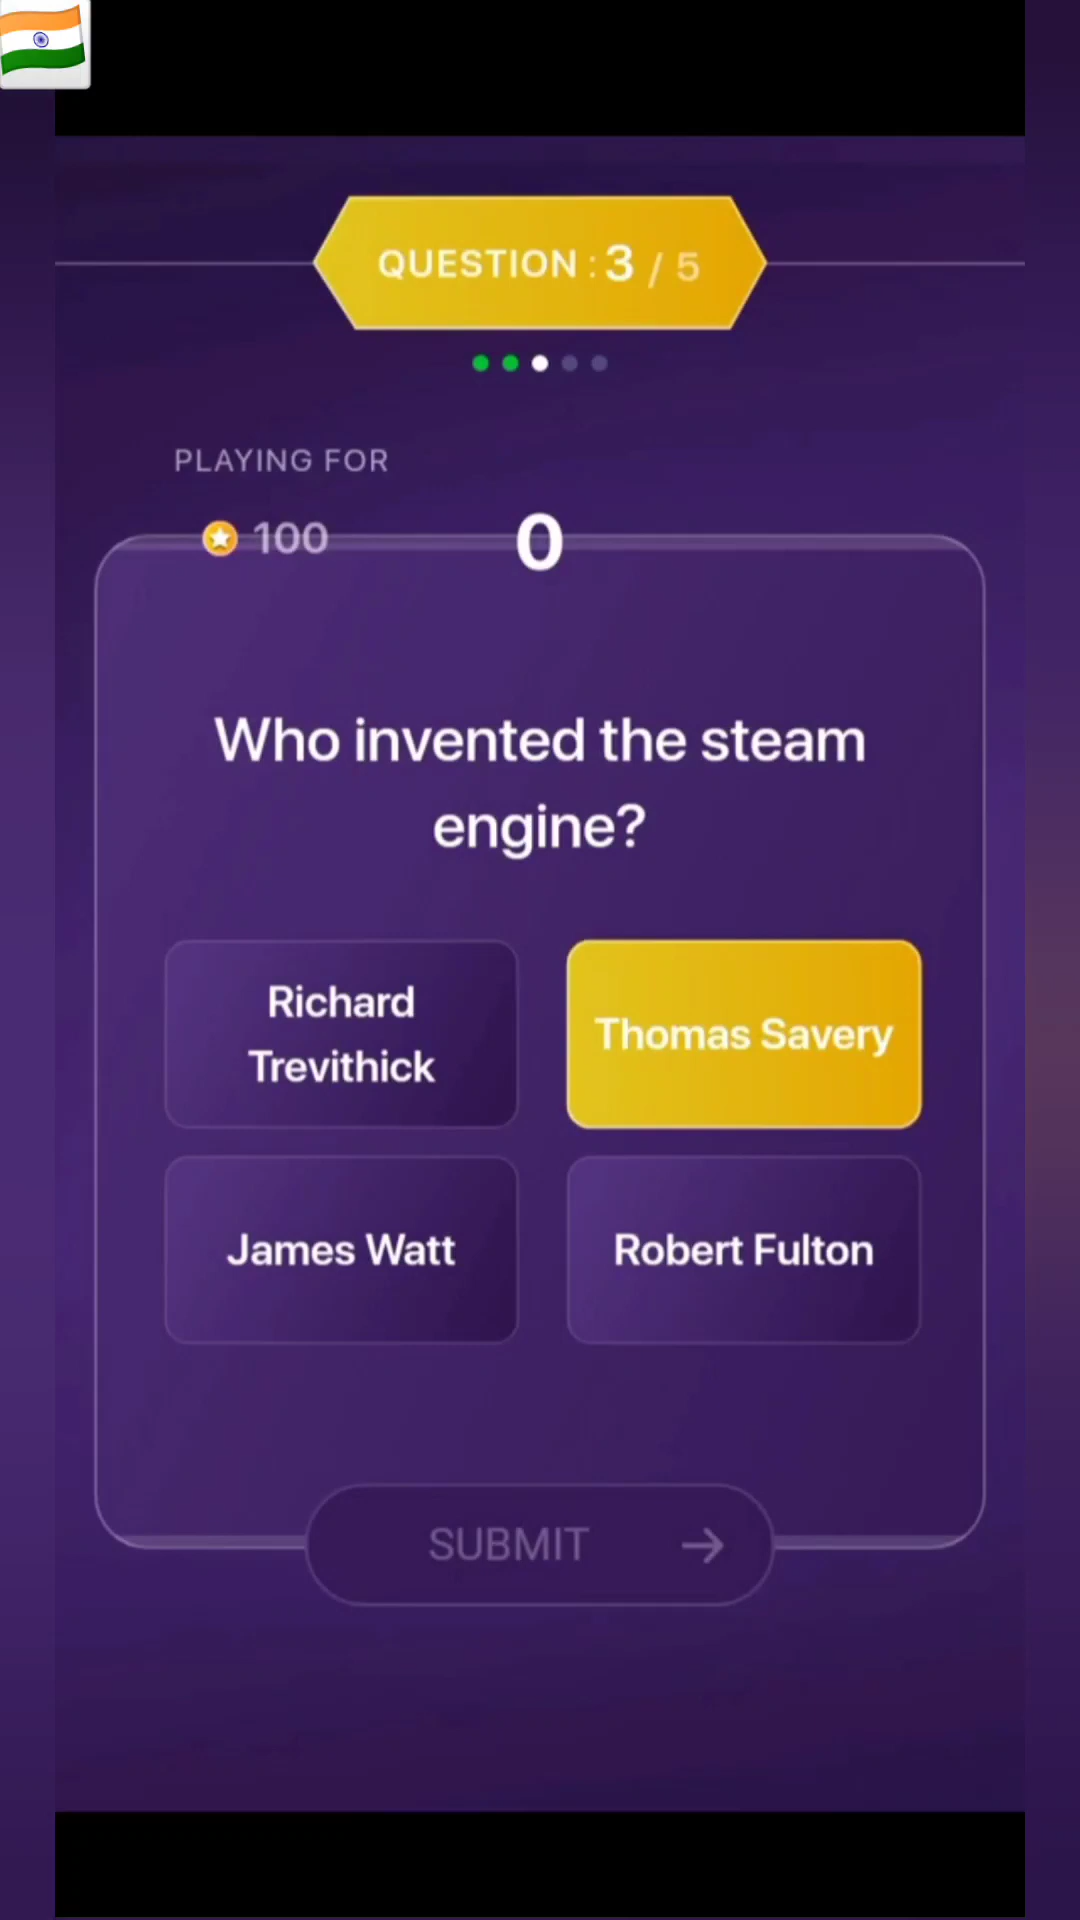 QUESTION : 3 / 5
PLAYING FOR
100
0
Who invented the steam
engine?
Richard
Trevithick
Thomas Savery
James Watt
Robert Fulton
SUBMIT →